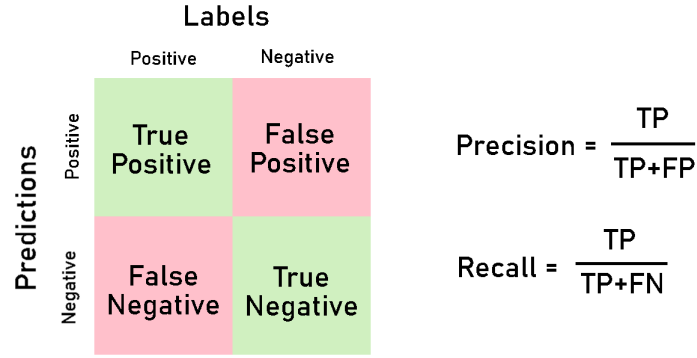 Labels
Positive
Negative
Predictions
Positive
Negative
True
Positive
False
Positive
False
Negative
True
Negative
Precision = TP
TP+FP
Recall = TP
TP+FN